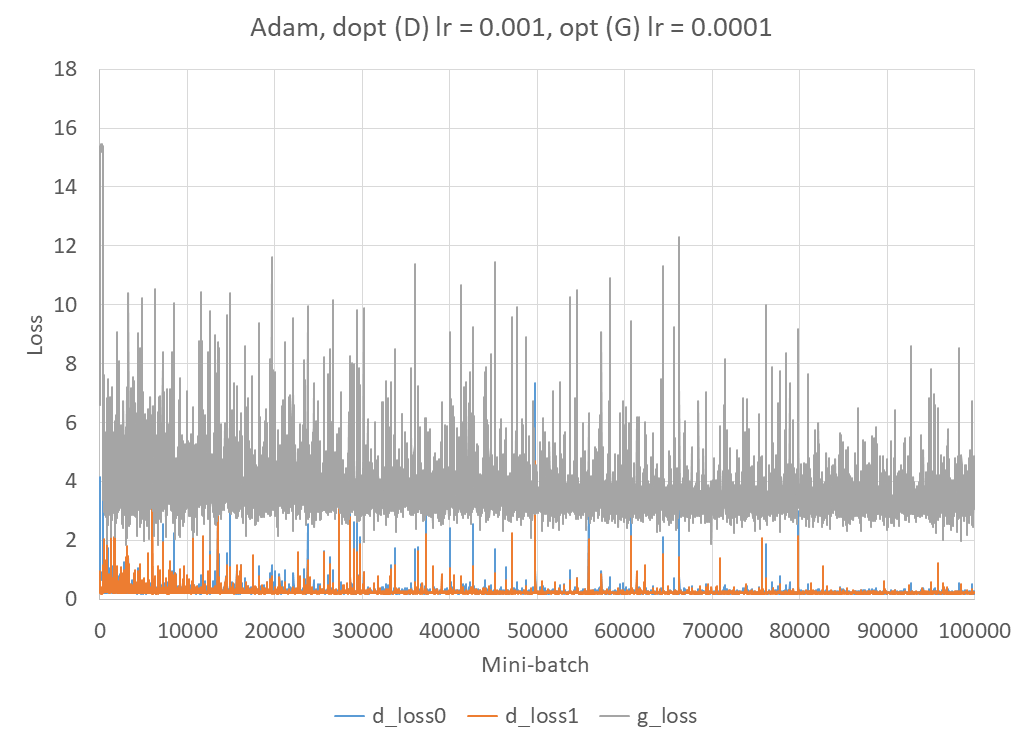 Adam, dopt (D) lr = 0.001, opt (G) lr = 0.0001
18
16
14
12
10
8
6
4
2
0
Loss
0 10000 20000 30000 40000 50000 60000 70000 80000 90000 100000
Mini-batch
d_loss0 d_loss1 g_loss